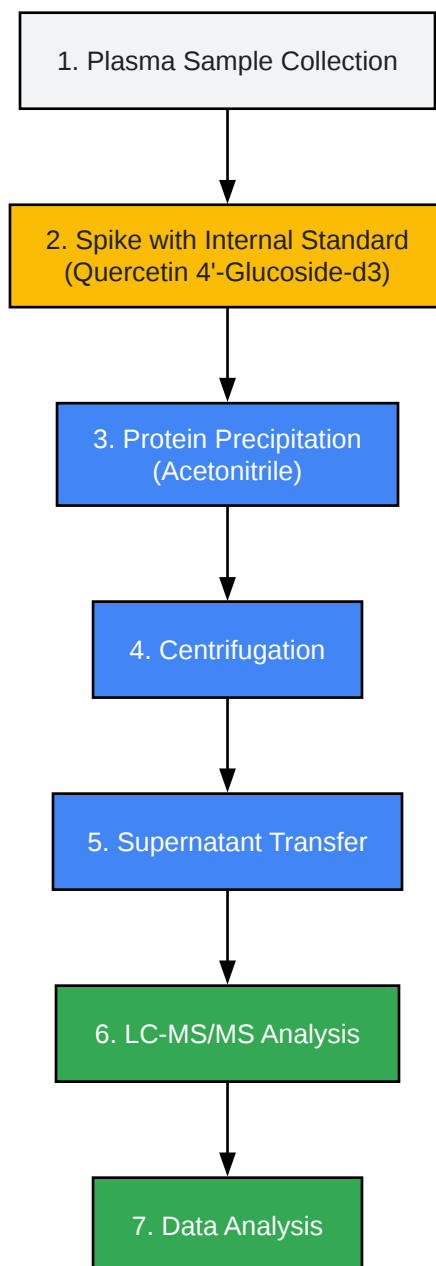 1. Plasma Sample Collection
2. Spike with Internal Standard
(Quercetin 4'-Glucoside-d3)
3. Protein Precipitation
(Acetonitrile)
4. Centrifugation
5. Supernatant Transfer
6. LC-MS/MS Analysis
7. Data Analysis